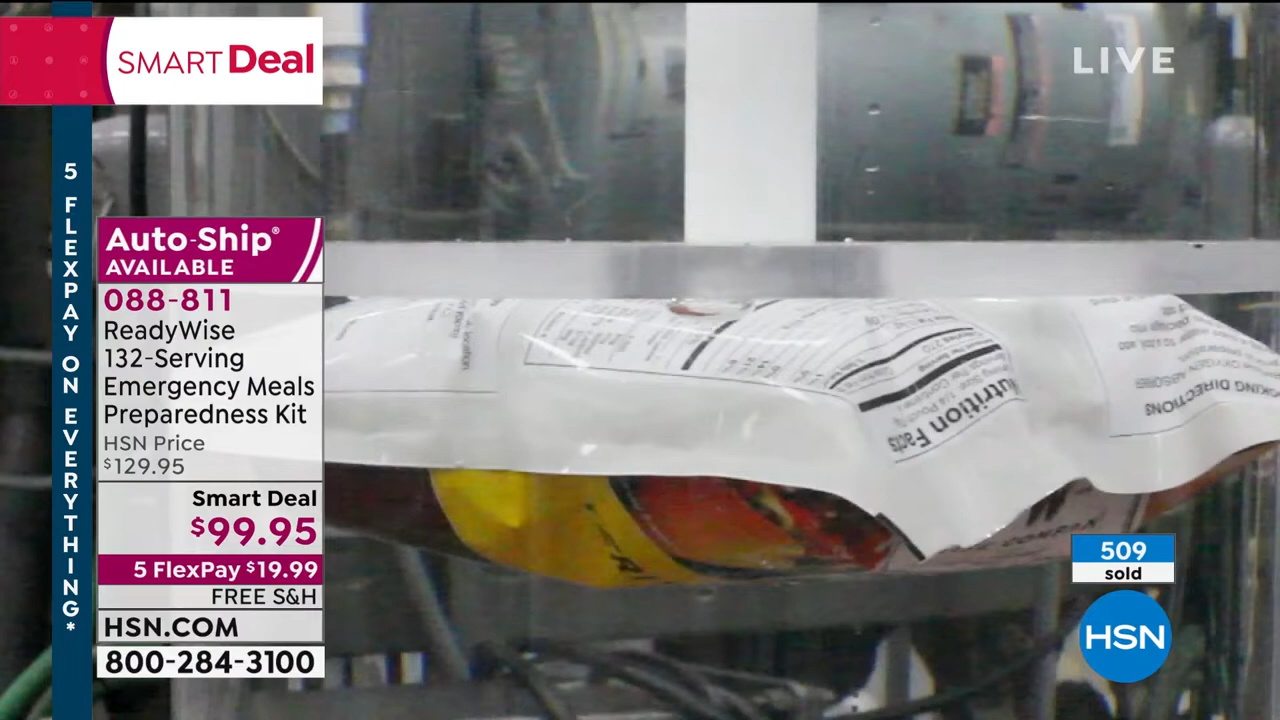 SMART Deal
LIVE
5 FLEXPAY ON EVERYTHING*
Auto-Ship®
AVAILABLE
088-811
ReadyWise
132-Serving
Emergency Meals
Preparedness Kit
HSN Price
$129.95
Smart Deal
$99.95
5 FlexPay $19.99
FREE S&H
HSN.COM
800-284-3100
Nutrition Facts
KING DIRECTIONS
509
sold
HSN